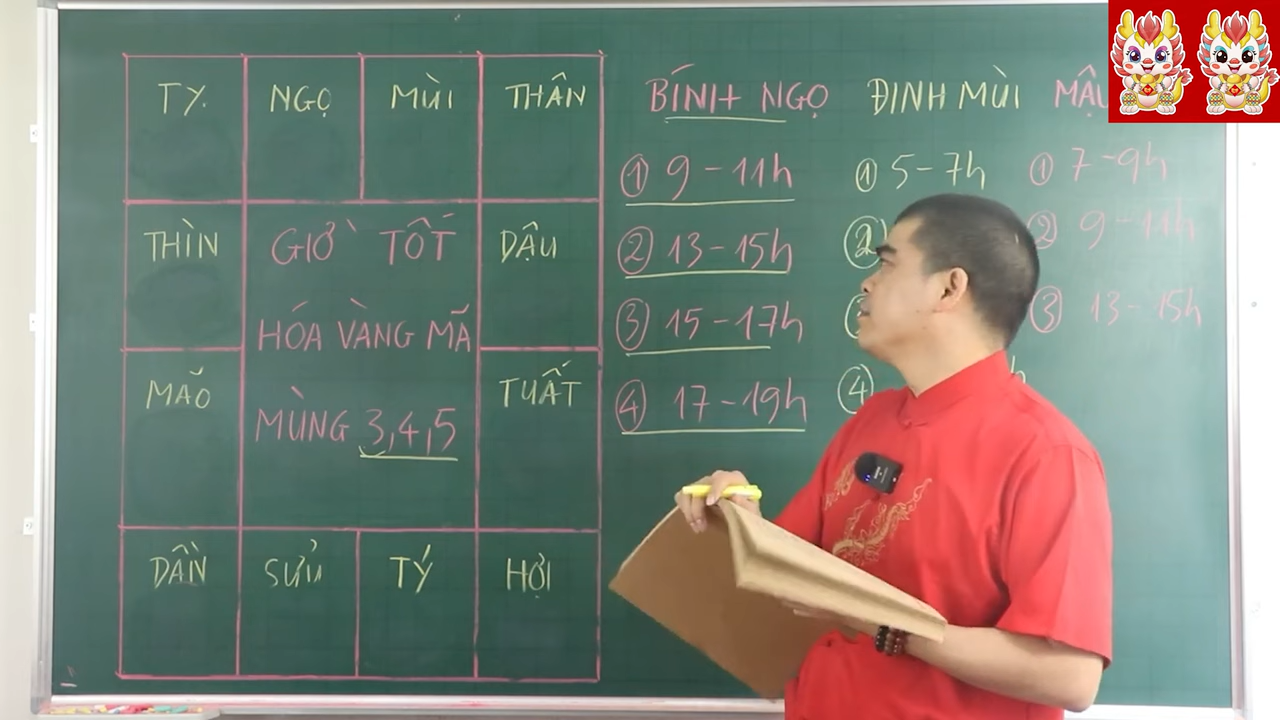 TỴ
NGỌ
MÙI
THÂN
THÌN
GIỜ TỐT
DẬU
HÓA VÀNG MÃ
MÃO
MÙNG 3,4,5
TUẤT
DẦN
SỬU
TÝ
HỢI
BÍNH NGỌ
① 9-11h
② 13-15h
③ 15-17h
④ 17-19h
ĐINH MÙI
① 5-7h
②
④
① 7-9h
② 9-11h
③ 13-15h